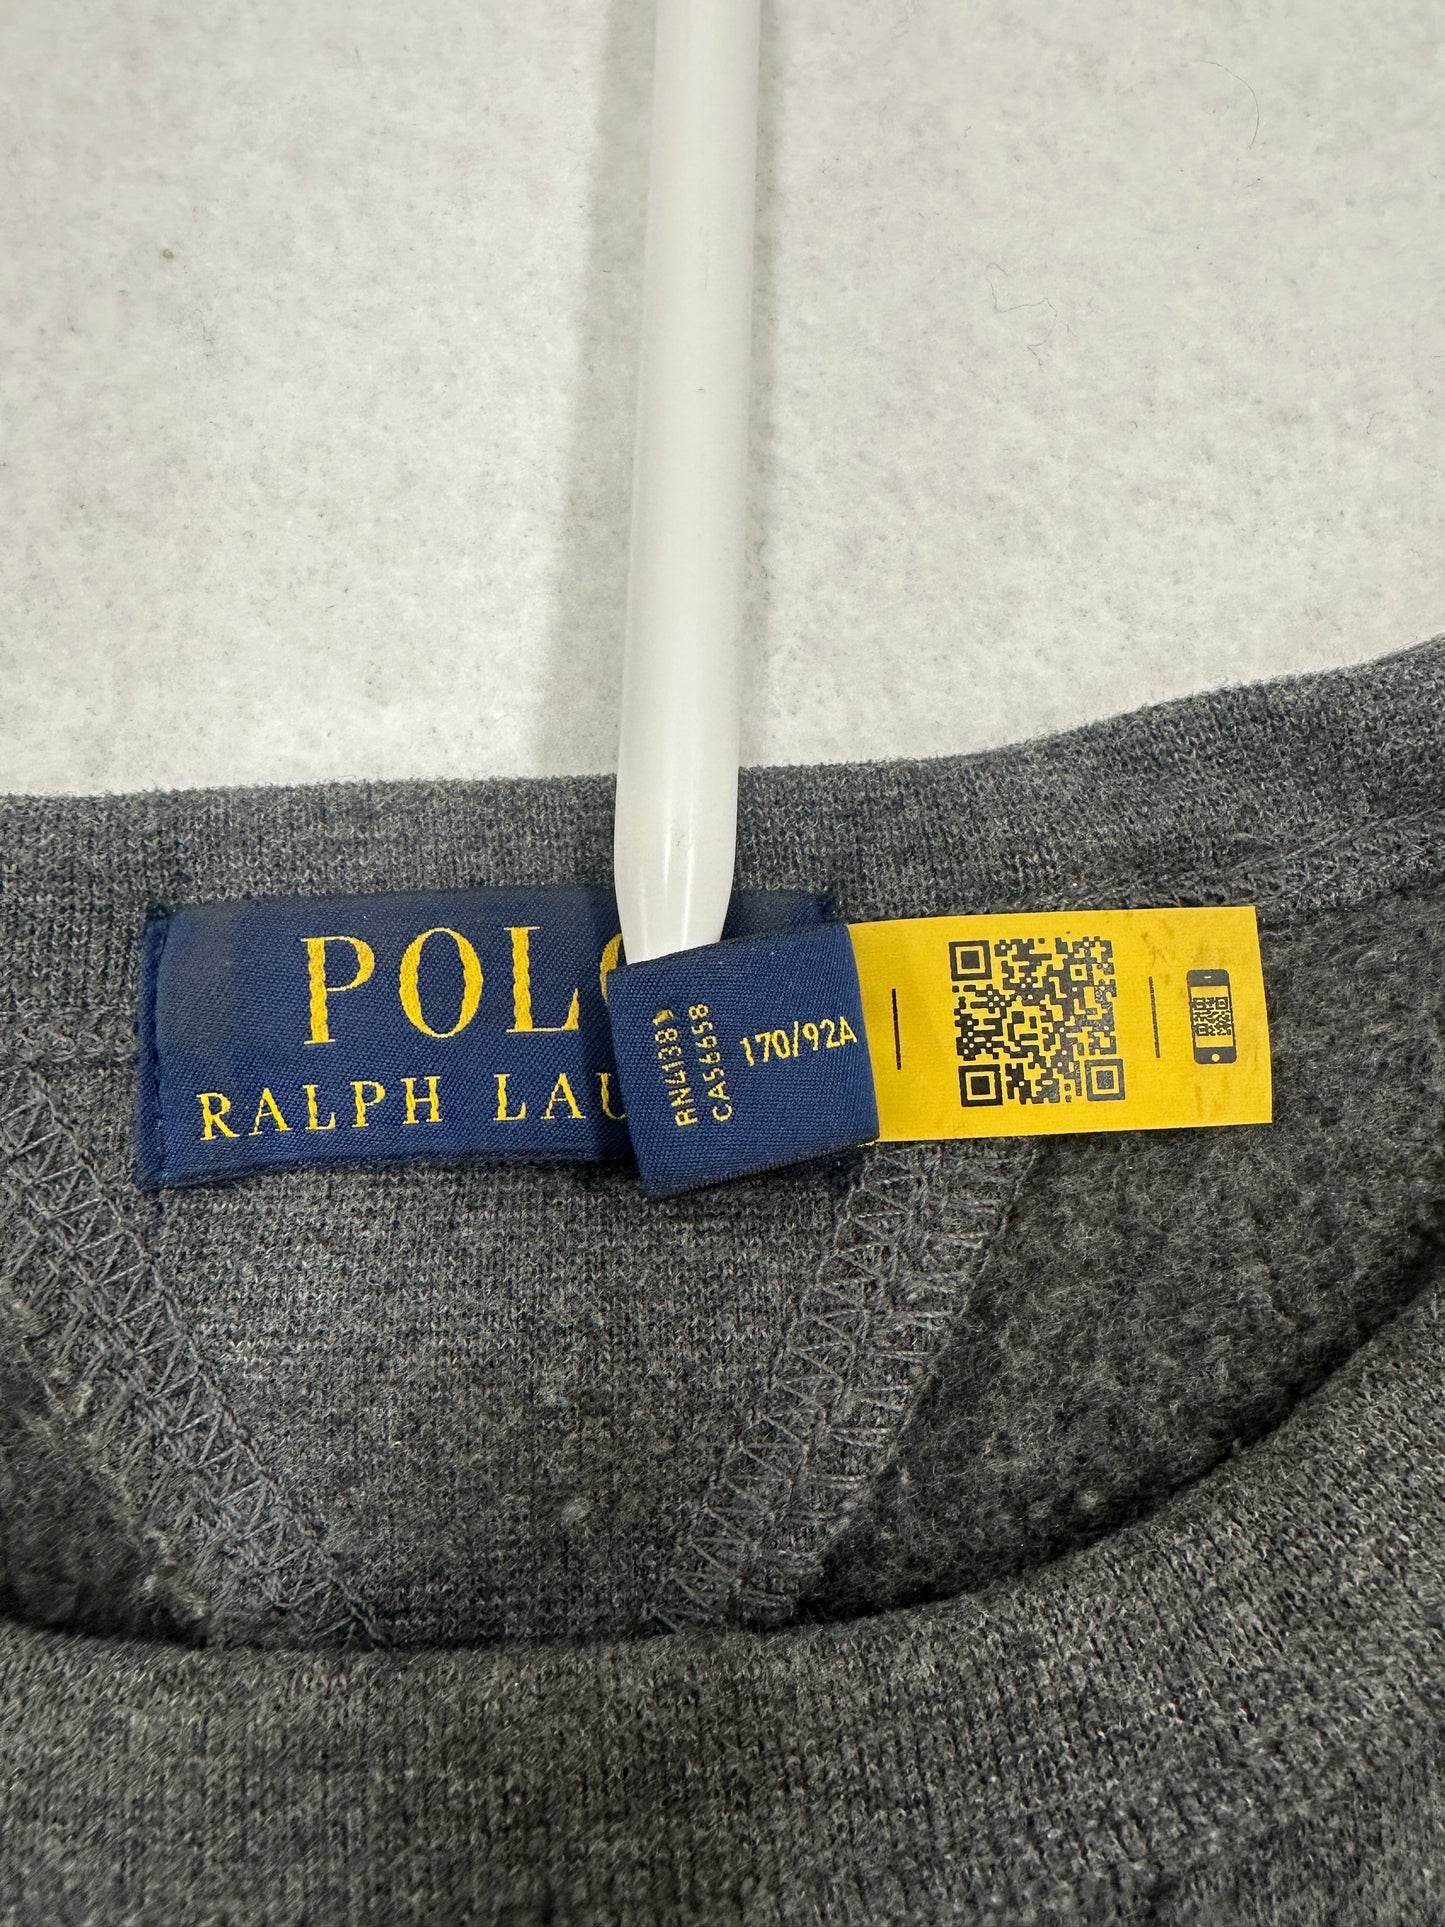 POLO
RALPH LAU
RN41381
CA56658
170/92A